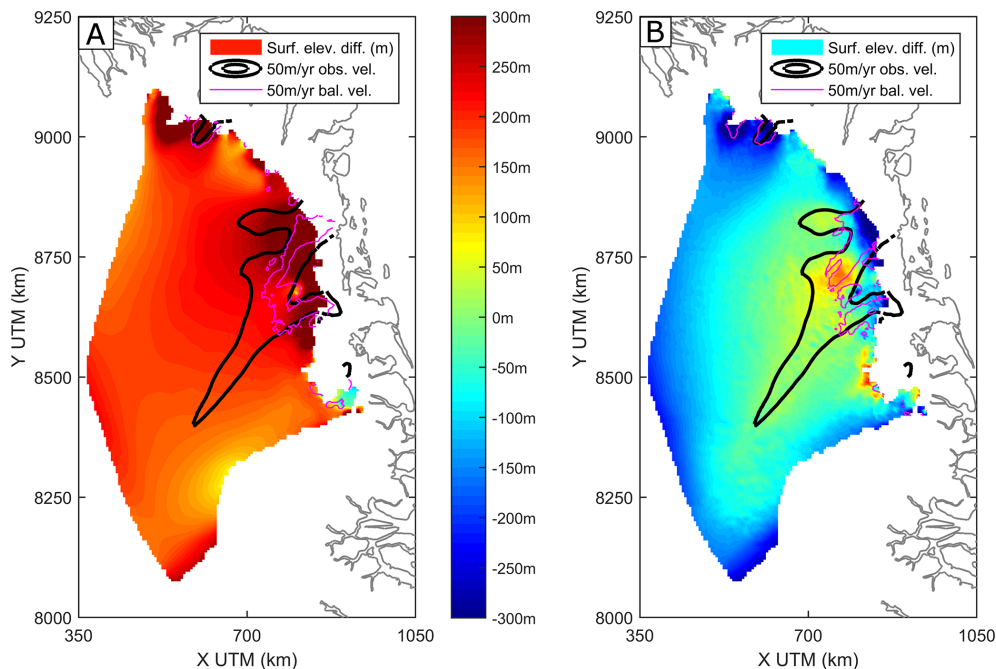 A
Surf. elev. diff. (m)
50m/yr obs. vel.
50m/yr bal. vel.
9250
9000
8750
8500
8250
8000
Y UTM (km)
350
700
1050
X UTM (km)
300m
250m
200m
150m
100m
50m
0m
-50m
-100m
-150m
-200m
-250m
-300m
B
Surf. elev. diff. (m)
50m/yr obs. vel.
50m/yr bal. vel.
9250
9000
8750
8500
8250
8000
Y UTM (km)
350
700
1050
X UTM (km)